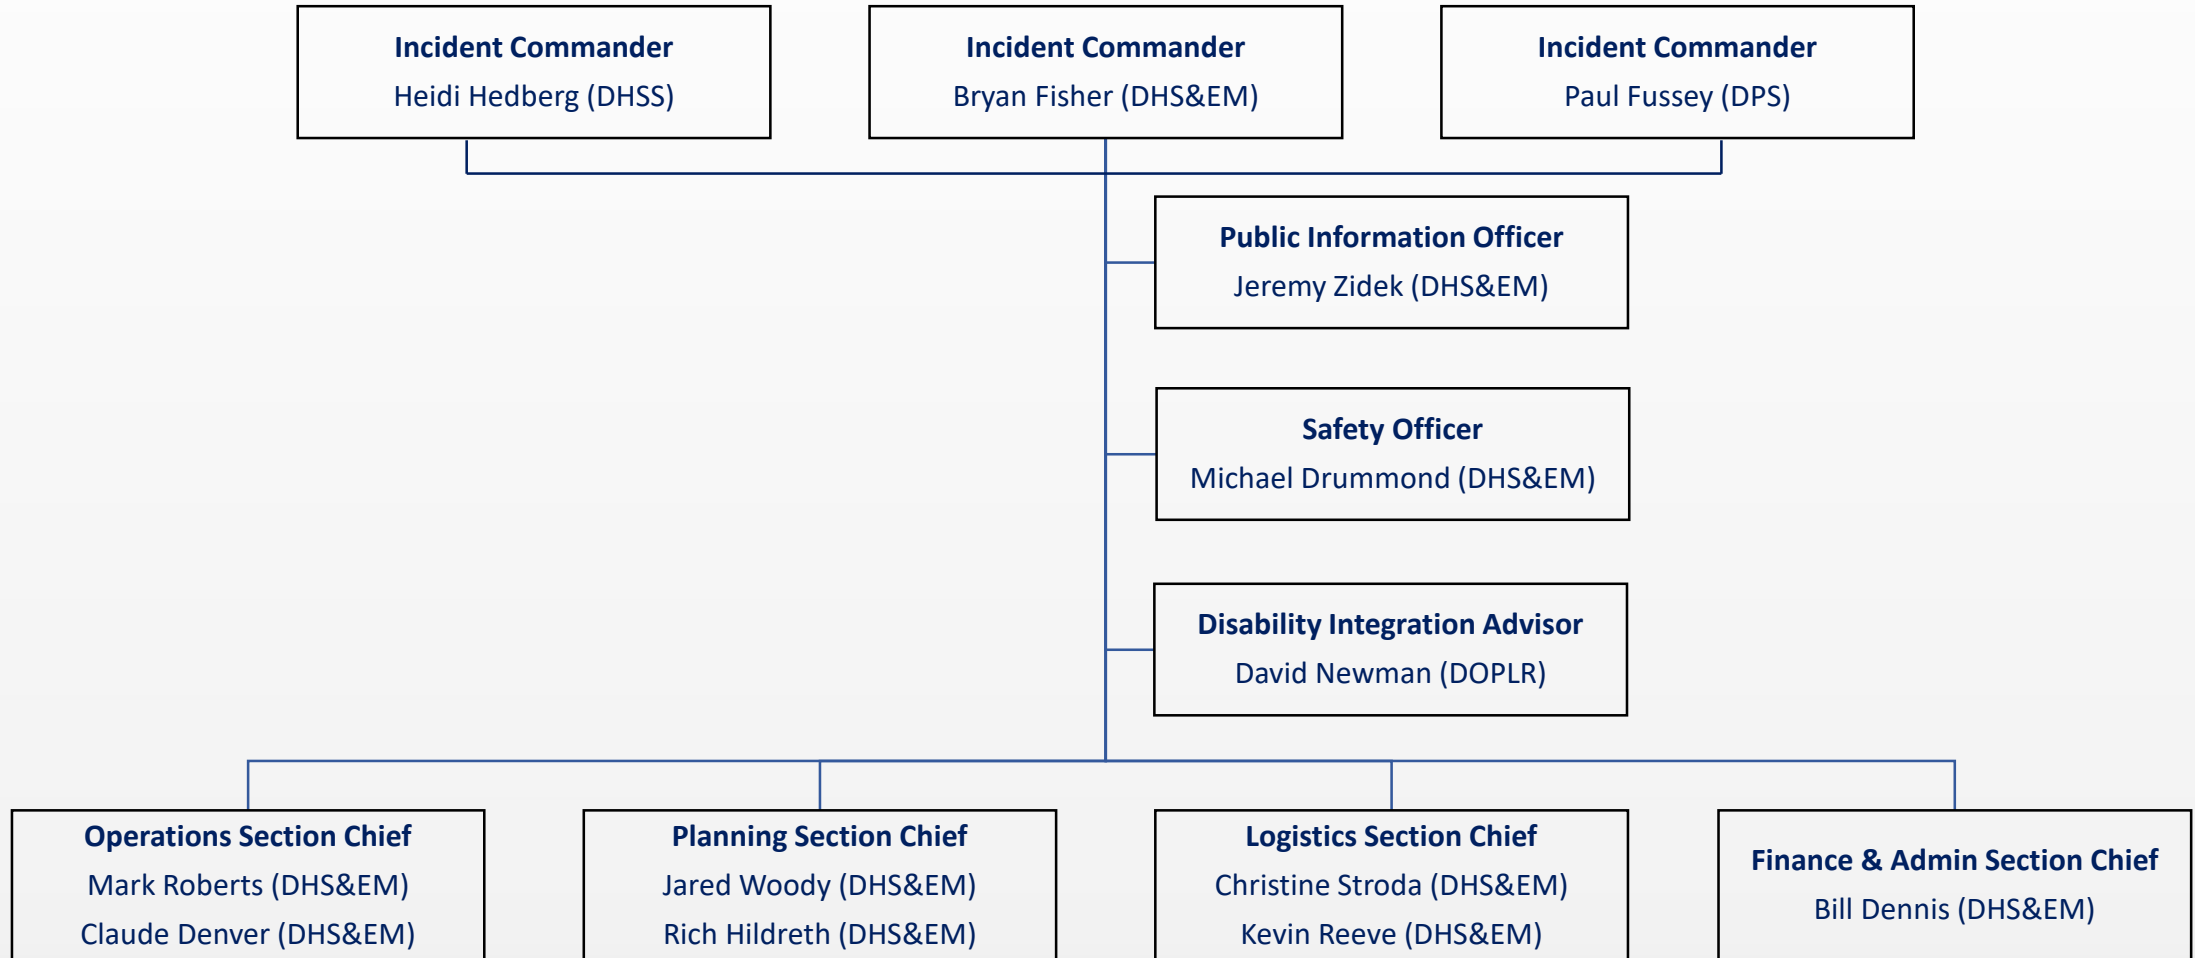 Incident Commander
Heidi Hedberg (DHSS)
Incident Commander
Bryan Fisher (DHS&EM)
Incident Commander
Paul Fussey (DPS)
Public Information Officer
Jeremy Zidek (DHS&EM)
Safety Officer
Michael Drummond (DHS&EM)
Disability Integration Advisor
David Newman (DOPLR)
Operations Section Chief
Mark Roberts (DHS&EM)
Claude Denver (DHS&EM)
Planning Section Chief
Jared Woody (DHS&EM)
Rich Hildreth (DHS&EM)
Logistics Section Chief
Christine Stroda (DHS&EM)
Kevin Reeve (DHS&EM)
Finance & Admin Section Chief
Bill Dennis (DHS&EM)